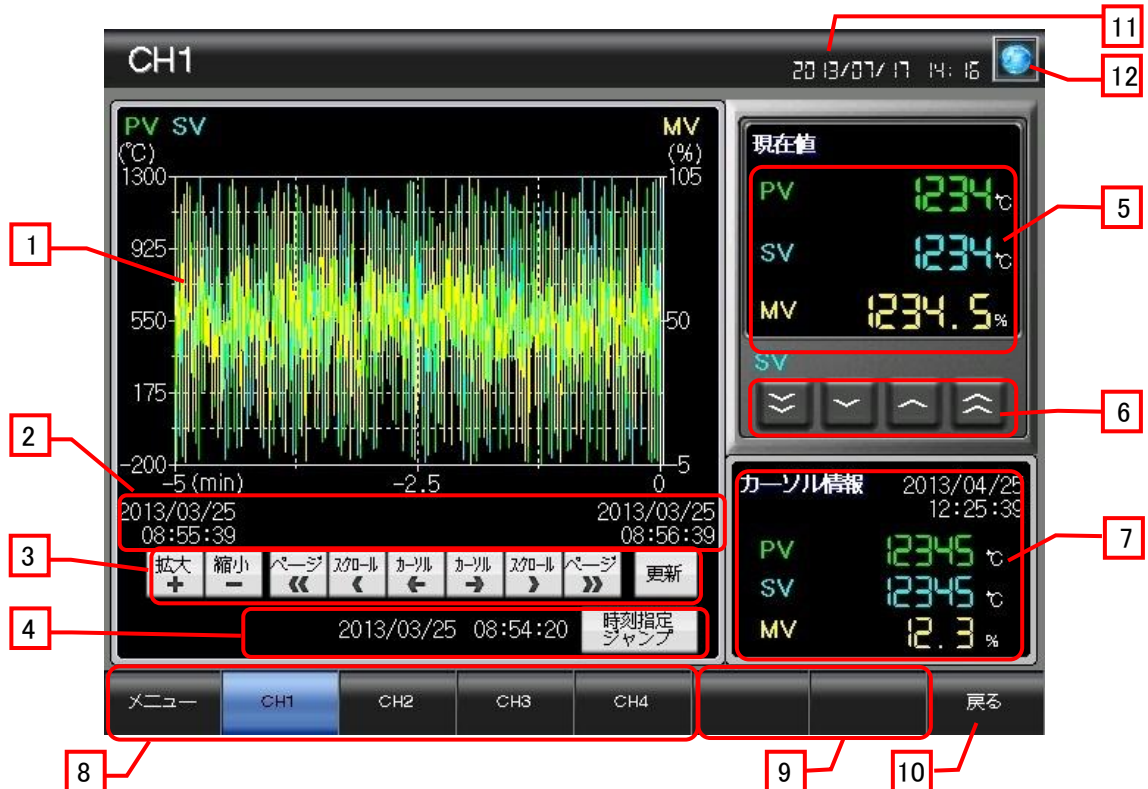 11
CH1
2013/07/17 14:16
12
PV SV
MV
(℃)
(%)
1300
105
925
550
50
175
-200
-5
-5(min)
-2.5
0
1
2
2013/03/25
08:55:39
2013/03/25
08:56:39
3
拡大
+
縮小
−
ページ
≪
スクロール
<
カーソル
←
カーソル
→
スクロール
>
ページ
≫
更新
4
2013/03/25 08:54:20
時刻指定
ジャンプ
現在値
PV 1234 ℃
SV 1234 ℃
MV 1234.5 %
5
SV
6
カーソル情報
2013/04/25
12:25:39
PV 12345 ℃
SV 12345 ℃
MV 12.3 %
7
メニュー
CH1
CH2
CH3
CH4
戻る
8
9
10